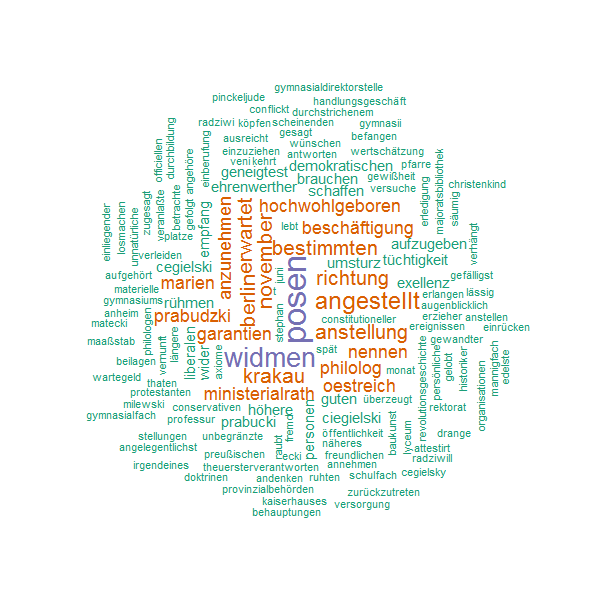 gymnasialdirektorstelle
pinckeljude
handlungsgeschäft
conflickt
durchstrichenem
radziwi
köpfen
scheinenden
gymnasii
ausreicht
gesagt
befangen
wünschen
einzuziehen
antworten
wertschätzung
veni
kehrt
demokratischen
pfarre
geneigtest
brauchen
gewißheit
ehrenwerther
schaffen
versuche
christenkind
officiellen
durchbildung
angehöre
einberufung
majoratsbibliothek
erledigung
säumig
einliegender
losmachen
unnatürliche
zugesagt
veranlaßte
betrachte
gefolgt
platze
empfang
anzunehmen
berlinerwartet
november
hochwohlgeboren
lebt
beschäftigung
bestimmten
aufzugeben
verhängt
verleiden
cegielski
umsturz
tüchtigkeit
aufgehört
marien
rühmen
posen
richtung
exellenz
gefälligst
materielle
juni
t
angestellt
erlangen
lässig
gymnasiums
augenblicklich
anheim
prabudzki
stephan
constitutioneller
erzieher
anstellen
matecki
philologen
garantien
anstellung
ereignissen
einrücken
maaßstab
vernunft
längere
liberalen
wider
axiome
widmen
spät
nennen
gewandter
beilagen
krakau
philolog
monat
revolutionsgeschichte
persönliche
gelobt
historiker
mannigfach
edelste
wartegeld
thaten
oestreich
organisationen
protestanten
ministerialrath
guten
überzeugt
milewski
conservativen
höhern
rektorat
gymnasialfach
professor
prabucki
fremd
personen
ciegielski
baukunst
lyceum
stellungen
unbegränzte
öffentlichkeit
drange
angelegentlichst
raubt
näheres
attestirt
preußischen
cecki
freundlichen
radziwill
irgendeines
theuersterverantworten
annehmen
cegielsky
doktrinen
andenken
ruhten
schulfach
provinzialbehörden
zurückzutreten
kaiserhauses
versorgung
behauptungen